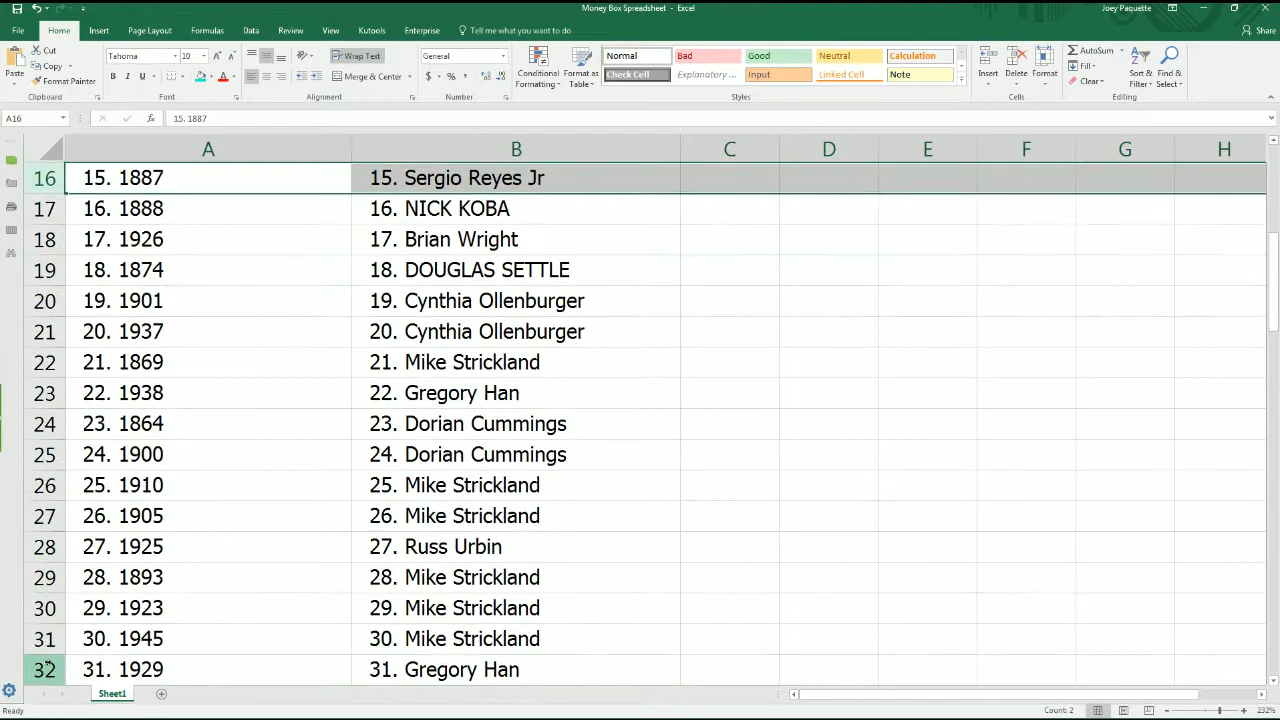 Money Box Spreadsheet - Excel
Joey Paquette
File Home Insert Page Layout Formulas Data Review View Kutools Enterprise Tell me what you want to do... Share
Paste
Cut
Copy
Format Painter
Clipboard
Tahoma 10
B I U
Font
Wrap Text
Merge & Center
Alignment
General
$ % ,
Number
Conditional Formatting
Format as Table
Normal Bad Good Neutral Calculation
Check Cell Explanatory ... Input Linked Cell Note
Styles
Insert Delete Format
Cells
AutoSum
Fill
Clear
Sort & Filter
Find & Select
Editing
A16 fx 15. 1887
A B C D E F G H
16 15. 1887 15. Sergio Reyes Jr
17 16. 1888 16. NICK KOBA
18 17. 1926 17. Brian Wright
19 18. 1874 18. DOUGLAS SETTLE
20 19. 1901 19. Cynthia Ollenburger
21 20. 1937 20. Cynthia Ollenburger
22 21. 1869 21. Mike Strickland
23 22. 1938 22. Gregory Han
24 23. 1864 23. Dorian Cummings
25 24. 1900 24. Dorian Cummings
26 25. 1910 25. Mike Strickland
27 26. 1905 26. Mike Strickland
28 27. 1925 27. Russ Urbin
29 28. 1893 28. Mike Strickland
30 29. 1923 29. Mike Strickland
31 30. 1945 30. Mike Strickland
32 31. 1929 31. Gregory Han
Sheet1
Ready Count: 2 232%